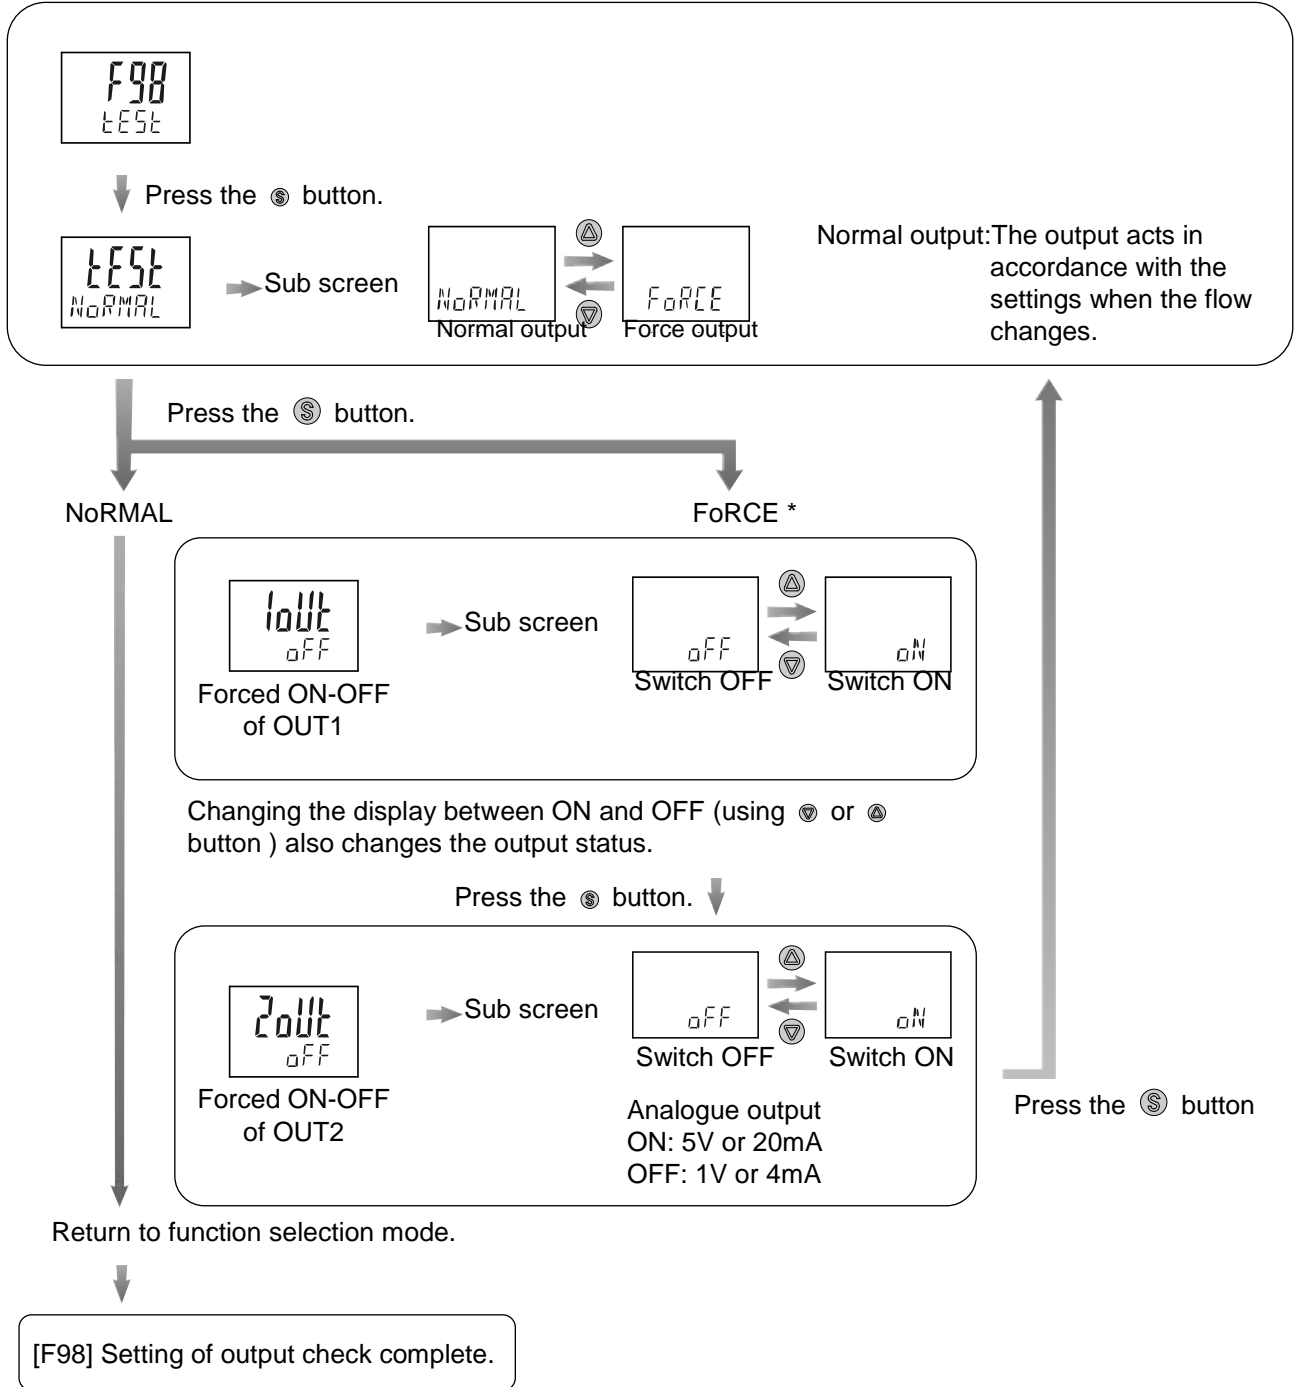 F98
tESt
Press the Ⓢ button.
tESt
NoRMAL
Sub screen
NoRMAL
Normal output
FoRCE
Force output
Normal output:The output acts in
accordance with the
settings when the flow
changes.
Press the Ⓢ button.
NoRMAL
FoRCE *
1oUt
oFF
Forced ON-OFF
of OUT1
Sub screen
oFF
Switch OFF
oN
Switch ON
Changing the display between ON and OFF (using ▽ or △
button ) also changes the output status.
Press the Ⓢ button.
2oUt
oFF
Forced ON-OFF
of OUT2
Sub screen
oFF
Switch OFF
oN
Switch ON
Analogue output
ON: 5V or 20mA
OFF: 1V or 4mA
Press the Ⓢ button
Return to function selection mode.
[F98] Setting of output check complete.